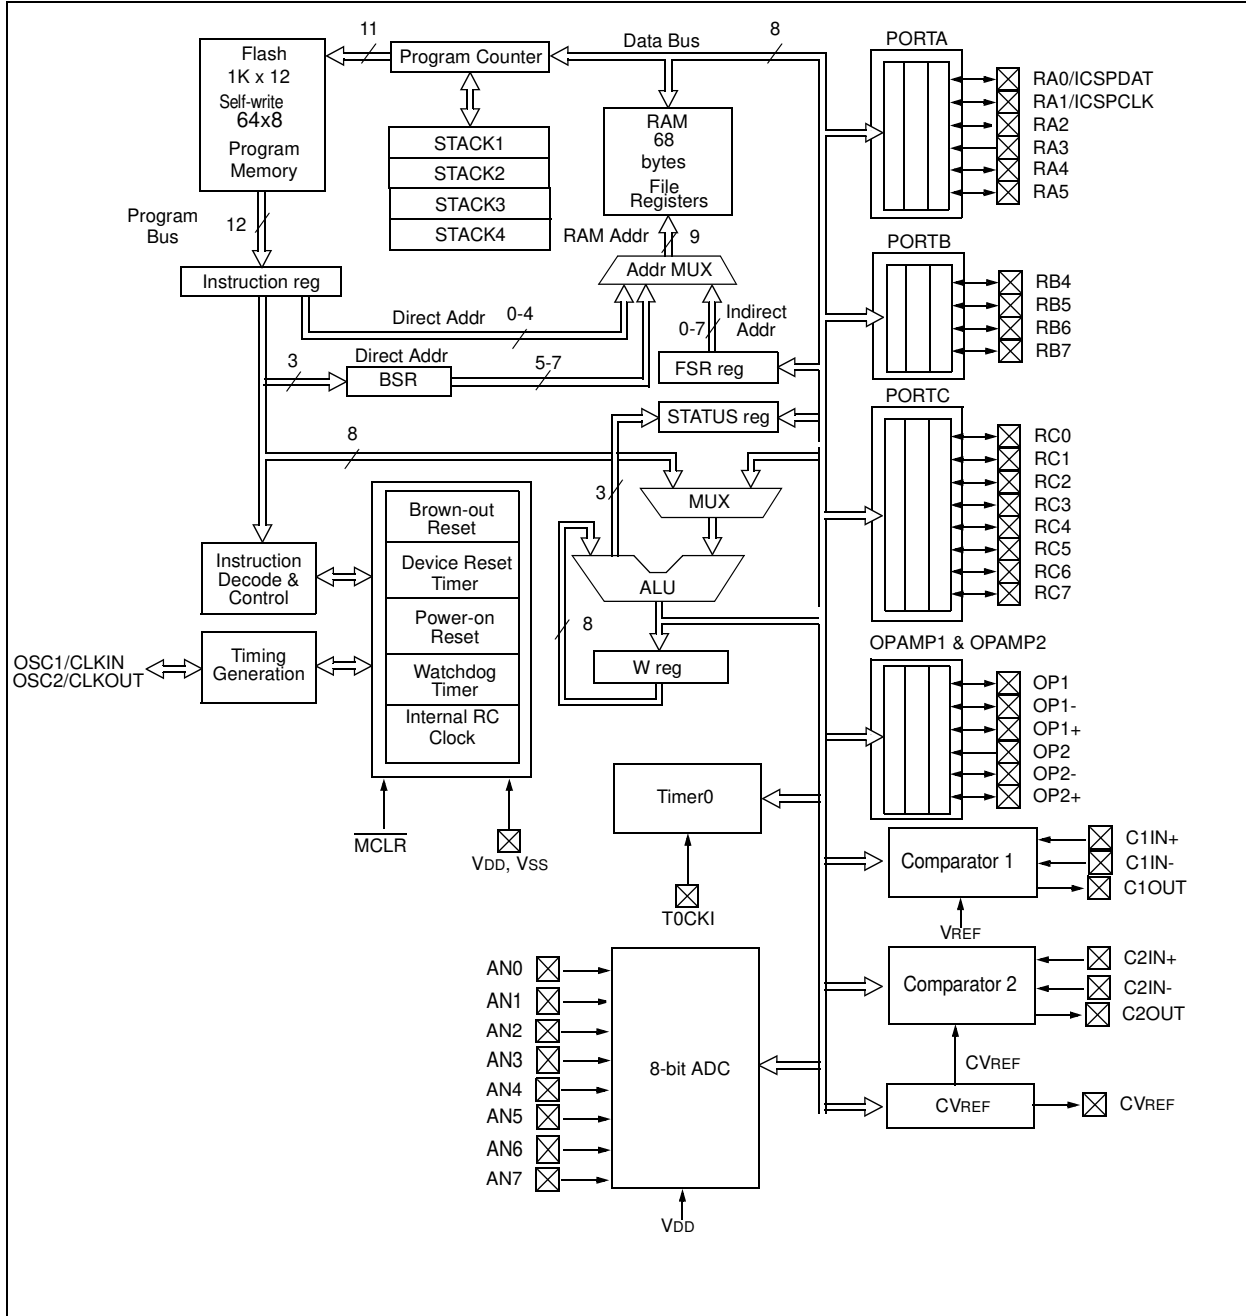 11
Data Bus
8
PORTA
Flash
1K x 12
Self-write
64x8
Program
Memory
Program Counter
STACK1
STACK2
STACK3
STACK4
RAM
68
bytes
File
Registers
RA0/ICSPDAT
RA1/ICSPCLK
RA2
RA3
RA4
RA5
Program
Bus
12
RAM Addr
9
PORTB
Instruction reg
Addr MUX
RB4
RB5
RB6
RB7
Direct Addr
0-4
Indirect
Addr
0-7
3
Direct Addr
BSR
5-7
FSR reg
PORTC
STATUS reg
8
3
MUX
RC0
RC1
RC2
RC3
RC4
RC5
RC6
RC7
Brown-out
Reset
Device Reset
Timer
Power-on
Reset
Watchdog
Timer
Internal RC
Clock
Instruction
Decode &
Control
ALU
8
W reg
OSC1/CLKIN
OSC2/CLKOUT
Timing
Generation
OPAMP1 & OPAMP2
OP1
OP1-
OP1+
OP2
OP2-
OP2+
Timer0
MCLR
VDD, VSS
T0CKI
Comparator 1
C1IN+
C1IN-
C1OUT
VREF
AN0
AN1
AN2
AN3
AN4
AN5
AN6
AN7
8-bit ADC
VDD
Comparator 2
C2IN+
C2IN-
C2OUT
CVREF
CVREF
CVREF